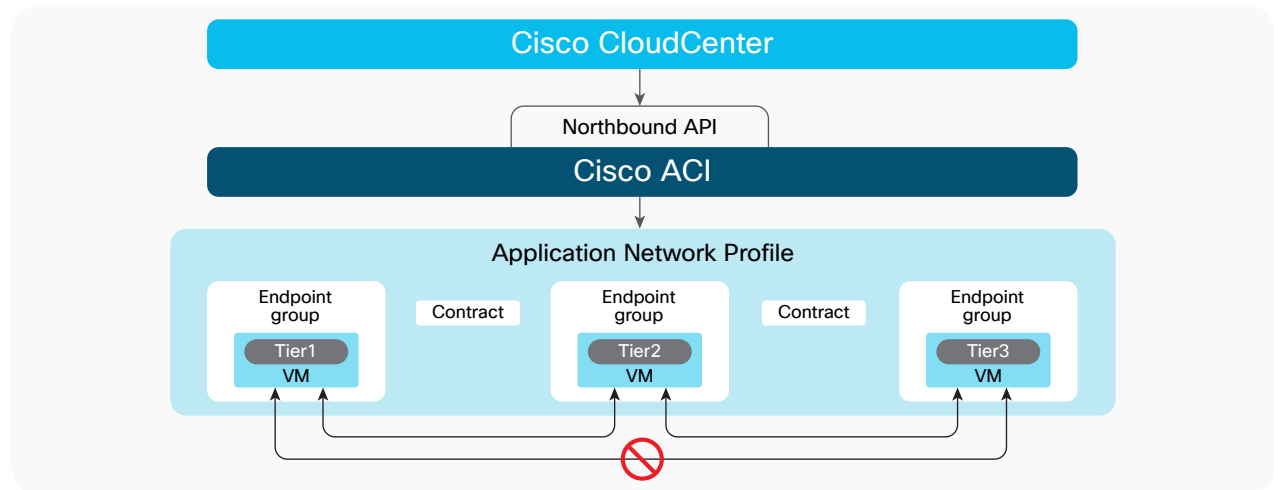 Cisco CloudCenter
Northbound API
Cisco ACI
Application Network Profile
Endpoint
group
Tier1
VM
Contract
Endpoint
group
Tier2
VM
Contract
Endpoint
group
Tier3
VM